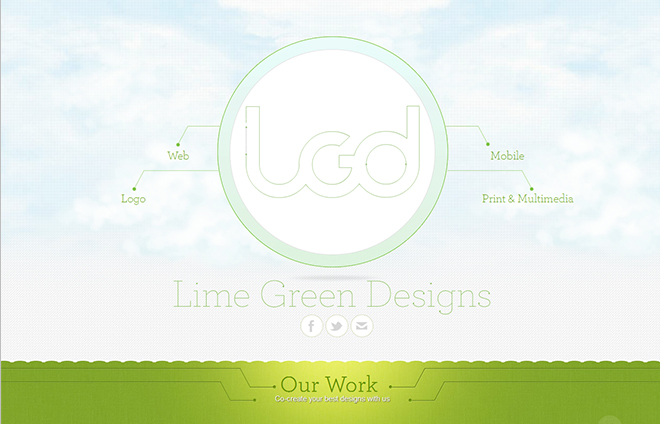 LGd
Web
Mobile
Logo
Print & Multimedia
Lime Green Designs
Our Work
Co-create your best designs with us